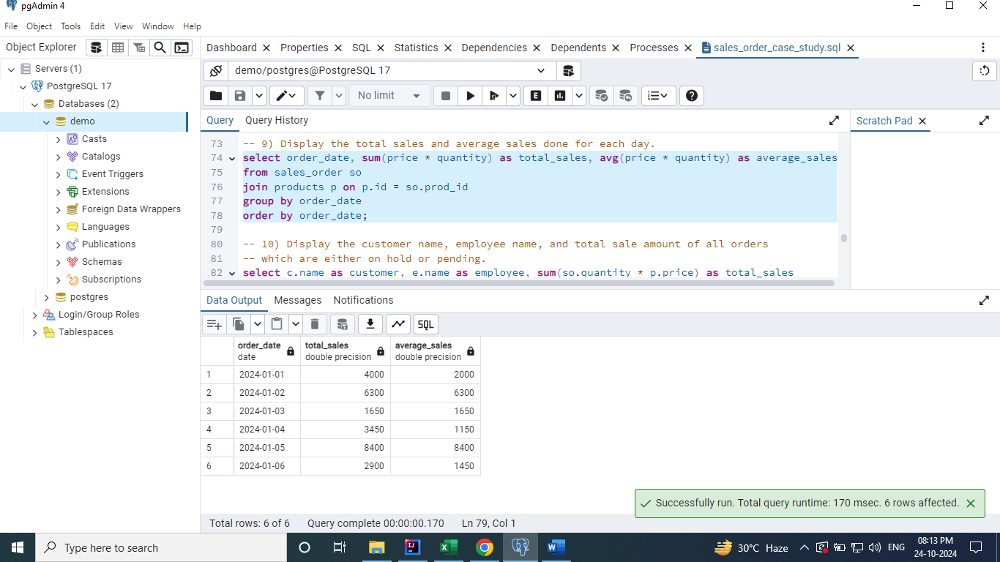 pgAdmin 4
File Object Tools Edit View Window Help
Object Explorer
Dashboard Properties SQL Statistics Dependencies Dependents Processes sales_order_case_study.sql
Servers (1)
PostgreSQL 17
Databases (2)
demo
Casts
Catalogs
Event Triggers
Extensions
Foreign Data Wrappers
Languages
Publications
Schemas
Subscriptions
postgres
Login/Group Roles
Tablespaces
demo/postgres@PostgreSQL 17
No limit
E
Query Query History
Scratch Pad
73 -- 9) Display the total sales and average sales done for each day.
74 select order_date, sum(price * quantity) as total_sales, avg(price * quantity) as average_sales
75 from sales_order so
76 join products p on p.id = so.prod_id
77 group by order_date
78 order by order_date;
79
80 -- 10) Display the customer name, employee name, and total sale amount of all orders
81 -- which are either on hold or pending.
82 select c.name as customer, e.name as employee, sum(so.quantity * p.price) as total_sales
Data Output Messages Notifications
SQL
order_date total_sales average_sales
date double precision double precision
1 2024-01-01 4000 2000
2 2024-01-02 6300 6300
3 2024-01-03 1650 1650
4 2024-01-04 3450 1150
5 2024-01-05 8400 8400
6 2024-01-06 2900 1450
Successfully run. Total query runtime: 170 msec. 6 rows affected.
Total rows: 6 of 6 Query complete 00:00:00.170 Ln 79, Col 1
Type here to search
30°C Haze
ENG
08:13 PM
24-10-2024